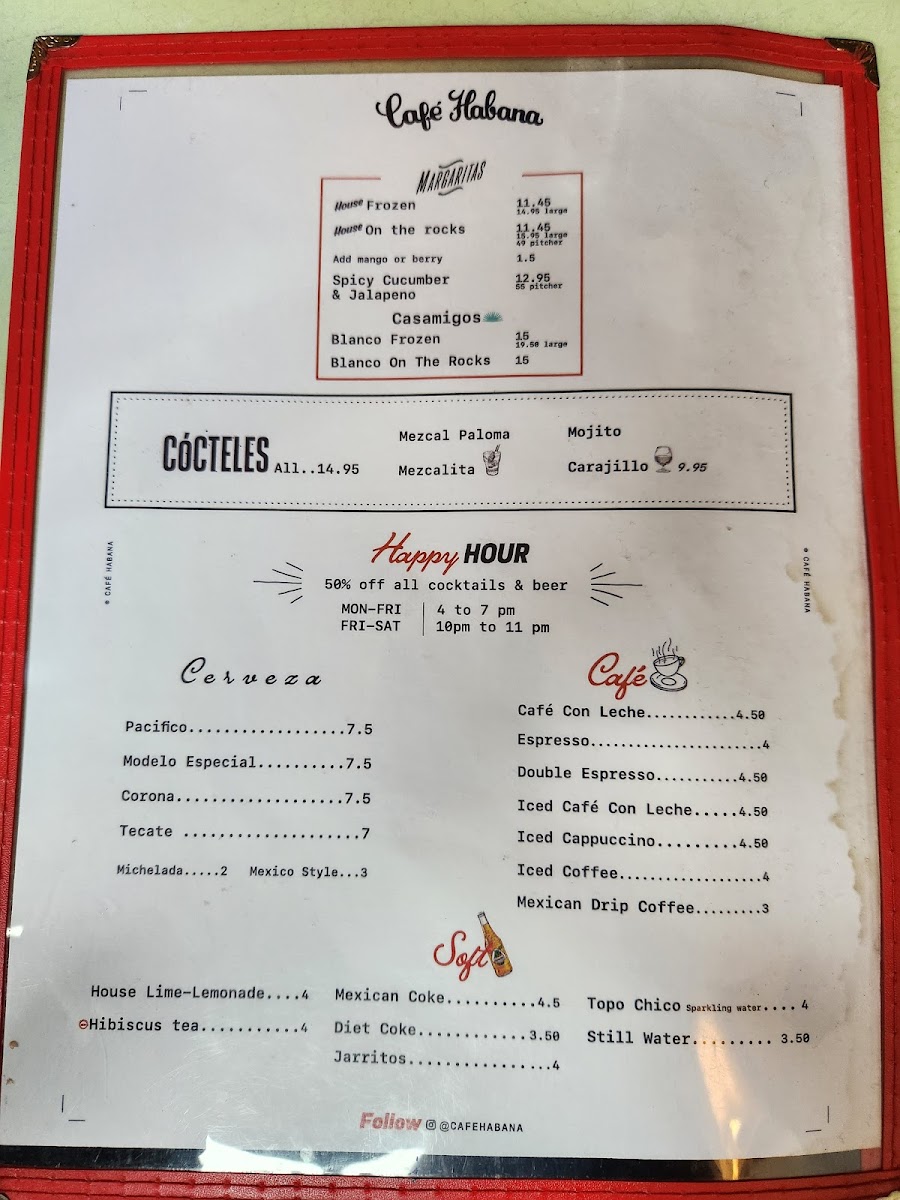 Café Habana
MARGARITAS
House Frozen 11.45
14.95 large
House On the rocks 11.45
15.95 large
49 pitcher
Add mango or berry 1.5
Spicy Cucumber 12.95
& Jalapeno 55 pitcher
Casamigos
Blanco Frozen 15
19.50 large
Blanco On The Rocks 15
CÓCTELES All..14.95
Mezcal Paloma
Mezcalita
Mojito
Carajillo 9.95
© CAFÉ HABANA
© CAFÉ HABANA
Happy HOUR
50% off all cocktails & beer
MON-FRI 4 to 7 pm
FRI-SAT 10pm to 11 pm
Cerveza
Pacifico..................7.5
Modelo Especial..........7.5
Corona..................7.5
Tecate ...................7
Michelada.....2 Mexico Style...3
Café
Café Con Leche............4.50
Espresso.....................4
Double Espresso...........4.50
Iced Café Con Leche.....4.50
Iced Cappuccino.........4.50
Iced Coffee..................4
Mexican Drip Coffee.........3
Soft
House Lime-Lemonade....4
Hibiscus tea...........4
Mexican Coke..........4.5
Diet Coke............3.50
Jarritos...............4
Topo Chico Sparkling water.... 4
Still Water......... 3.50
Follow @CAFEHABANA